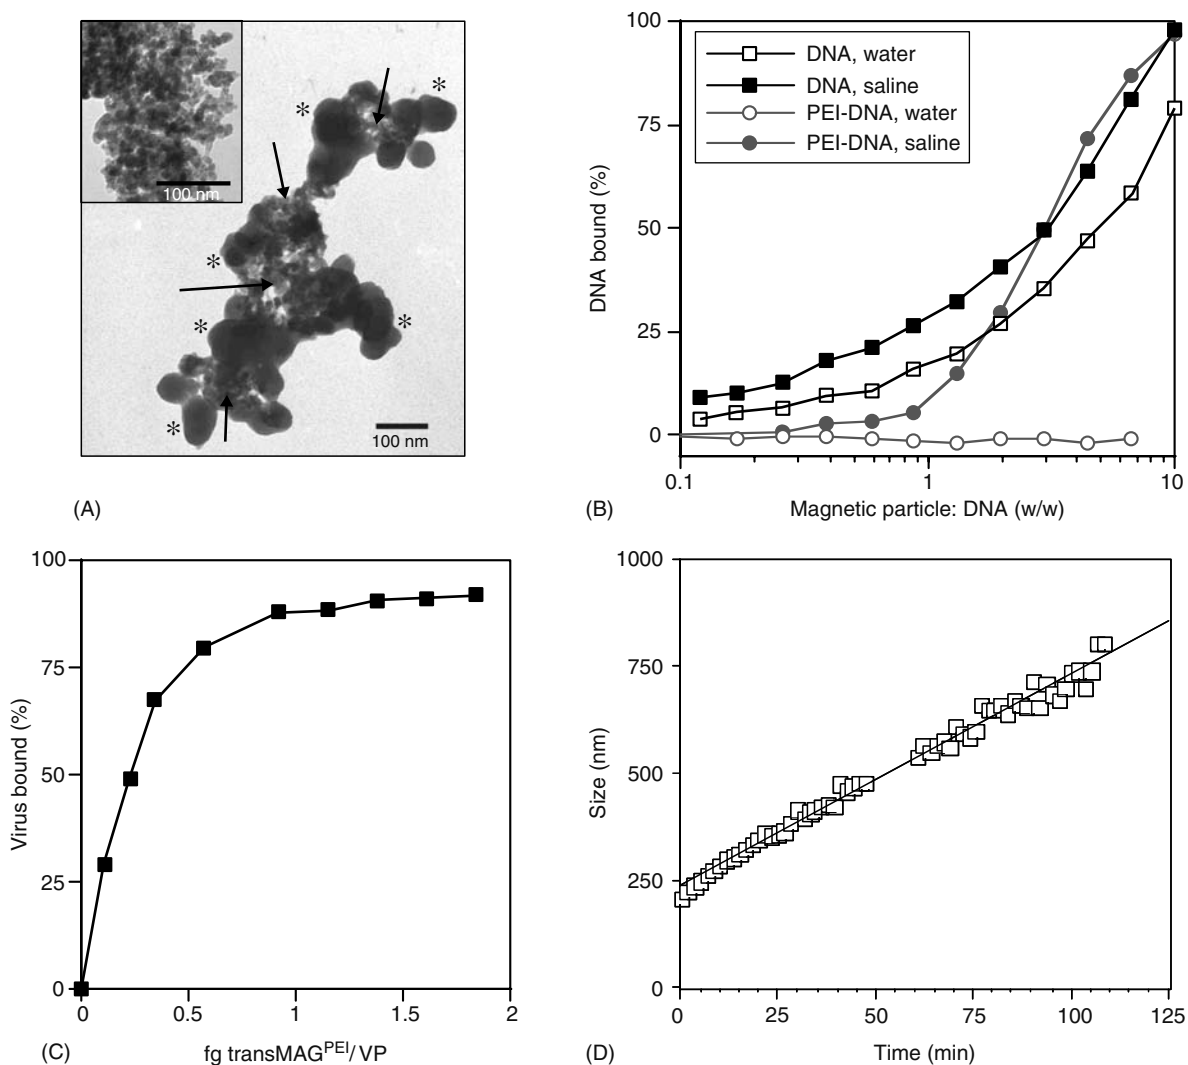 100 nm
*
*
*
*
*
*
100 nm
(A)
DNA bound (%)
100
75
50
25
0
DNA, water
DNA, saline
PEI-DNA, water
PEI-DNA, saline
0.1
1
10
Magnetic particle: DNA (w/w)
(B)
Virus bound (%)
100
75
50
25
0
0
0.5
1
1.5
2
fg transMAGPEI/VP
(C)
Size (nm)
1000
750
500
250
0
0
25
50
75
100
125
Time (min)
(D)